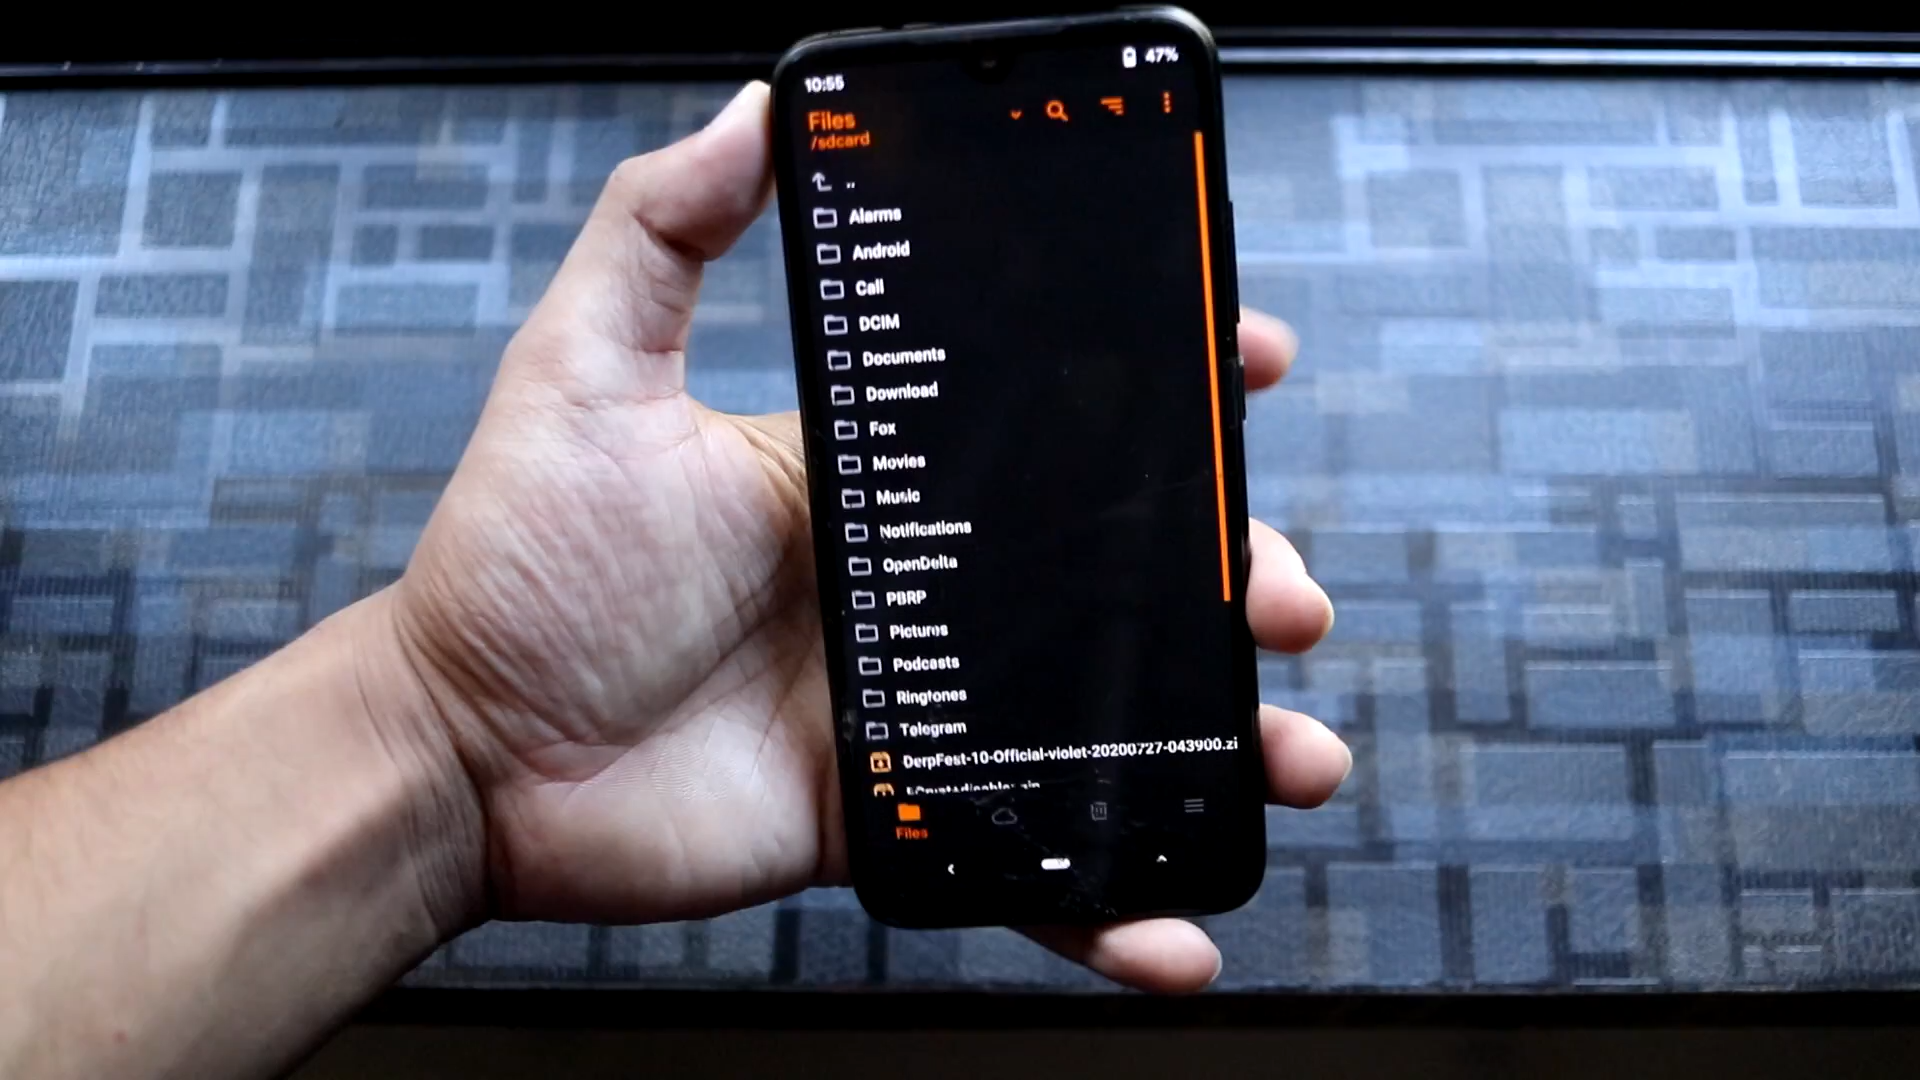 10:55
47%
Files
/sdcard
..
Alarms
Android
Call
DCIM
Documents
Download
Fox
Movies
Music
Notifications
OpenDelta
PBRP
Pictures
Podcasts
Ringtones
Telegram
DerpFest-10-Official-violet-20200727-043900.zi
Files